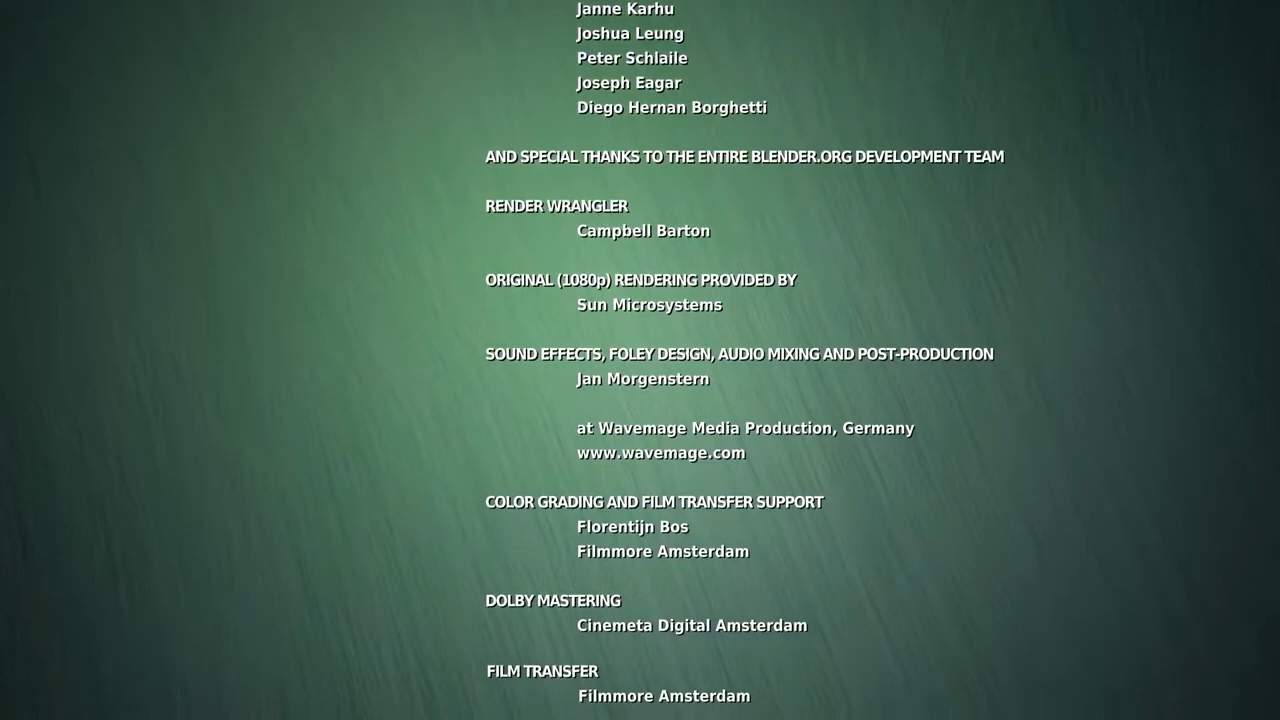 Janne Karhu
Joshua Leung
Peter Schlaile
Joseph Eagar
Diego Hernan Borghetti
AND SPECIAL THANKS TO THE ENTIRE BLENDER.ORG DEVELOPMENT TEAM
RENDER WRANGLER
Campbell Barton
ORIGINAL (1080p) RENDERING PROVIDED BY
Sun Microsystems
SOUND EFFECTS, FOLEY DESIGN, AUDIO MIXING AND POST-PRODUCTION
Jan Morgenstern
at Wavemage Media Production, Germany
www.wavemage.com
COLOR GRADING AND FILM TRANSFER SUPPORT
Florentijn Bos
Filmmore Amsterdam
DOLBY MASTERING
Cinemeta Digital Amsterdam
FILM TRANSFER
Filmmore Amsterdam